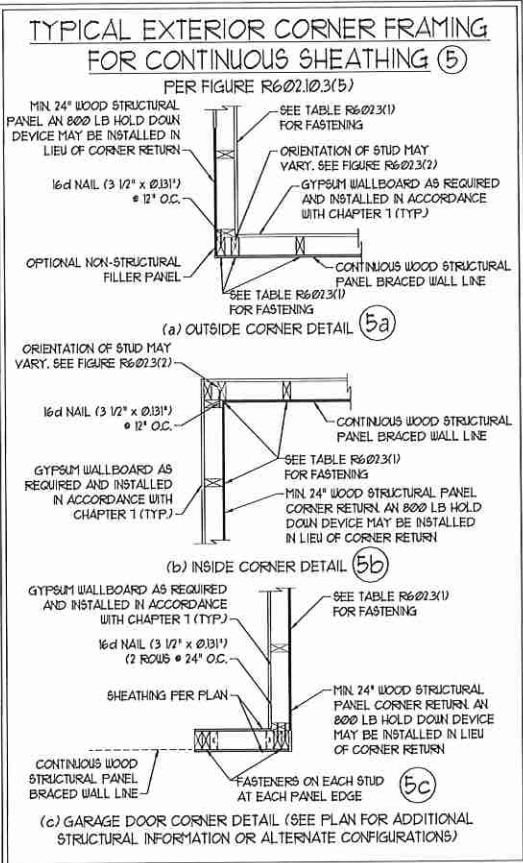 TYPICAL EXTERIOR CORNER FRAMING
FOR CONTINUOUS SHEATHING 5
PER FIGURE R602.10.3(5)
MIN. 24" WOOD STRUCTURAL
PANEL AN 800 LB HOLD DOWN
DEVICE MAY BE INSTALLED IN
LIEU OF CORNER RETURN
SEE TABLE R602.3(1)
FOR FASTENING
ORIENTATION OF STUD MAY
VARY. SEE FIGURE R602.3(2)
16d NAIL (3 1/2" x Ø.131")
@ 12" O.C.
GYPSUM WALLBOARD AS REQUIRED
AND INSTALLED IN ACCORDANCE
WITH CHAPTER 7 (TYP.)
OPTIONAL NON-STRUCTURAL
FILLER PANEL
CONTINUOUS WOOD STRUCTURAL
PANEL BRACED WALL LINE
SEE TABLE R602.3(1)
FOR FASTENING
(a) OUTSIDE CORNER DETAIL 5a
ORIENTATION OF STUD MAY
VARY. SEE FIGURE R602.3(2)
16d NAIL (3 1/2" x Ø.131")
@ 12" O.C.
CONTINUOUS WOOD STRUCTURAL
PANEL BRACED WALL LINE
SEE TABLE R602.3(1)
FOR FASTENING
GYPSUM WALLBOARD AS
REQUIRED AND INSTALLED
IN ACCORDANCE WITH
CHAPTER 7 (TYP.)
MIN. 24" WOOD STRUCTURAL PANEL
CORNER RETURN. AN 800 LB HOLD
DOWN DEVICE MAY BE INSTALLED
IN LIEU OF CORNER RETURN
(b) INSIDE CORNER DETAIL 5b
GYPSUM WALLBOARD AS REQUIRED
AND INSTALLED IN ACCORDANCE
WITH CHAPTER 7 (TYP.)
SEE TABLE R602.3(1)
FOR FASTENING
16d NAIL (3 1/2" x Ø.131")
(2 ROWS @ 24" O.C.
SHEATHING PER PLAN
MIN. 24" WOOD STRUCTURAL
PANEL CORNER RETURN. AN
800 LB HOLD DOWN DEVICE
MAY BE INSTALLED IN LIEU
OF CORNER RETURN
CONTINUOUS WOOD
STRUCTURAL PANEL
BRACED WALL LINE
FASTENERS ON EACH STUD
AT EACH PANEL EDGE
5c
(c) GARAGE DOOR CORNER DETAIL (SEE PLAN FOR ADDITIONAL
STRUCTURAL INFORMATION OR ALTERNATE CONFIGURATIONS)